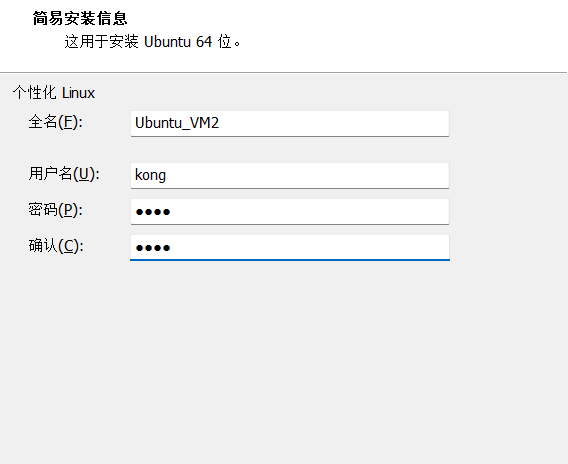 简易安装信息
这用于安装 Ubuntu 64 位。
个性化 Linux
全名(F): Ubuntu_VM2
用户名(U): kong
密码(P): ●●●●
确认(C): ●●●●